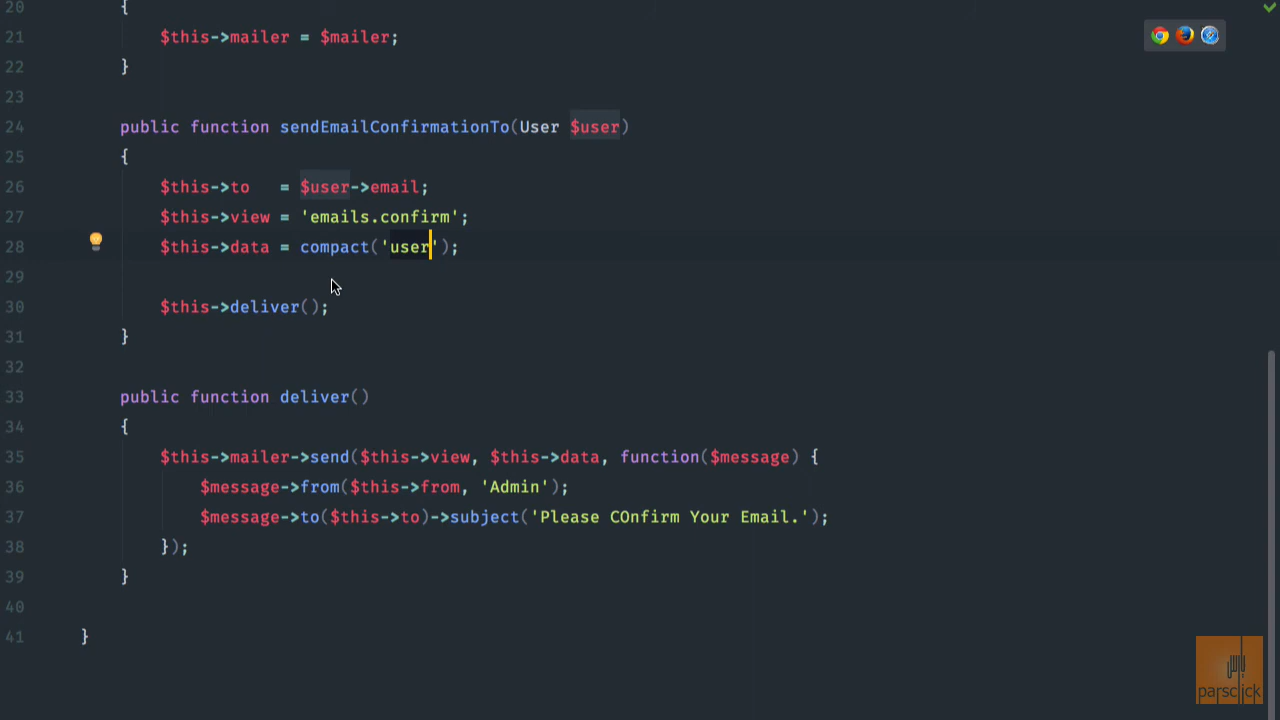 20 {
21 $this->mailer = $mailer;
22 }
23
24 public function sendEmailConfirmationTo(User $user)
25 {
26 $this->to   = $user->email;
27 $this->view = 'emails.confirm';
28 $this->data = compact('user');
29
30 $this->deliver();
31 }
32
33 public function deliver()
34 {
35 $this->mailer->send($this->view, $this->data, function($message) {
36 $message->from($this->from, 'Admin');
37 $message->to($this->to)->subject('Please COnfirm Your Email.');
38 });
39 }
40
41 }
parsclick